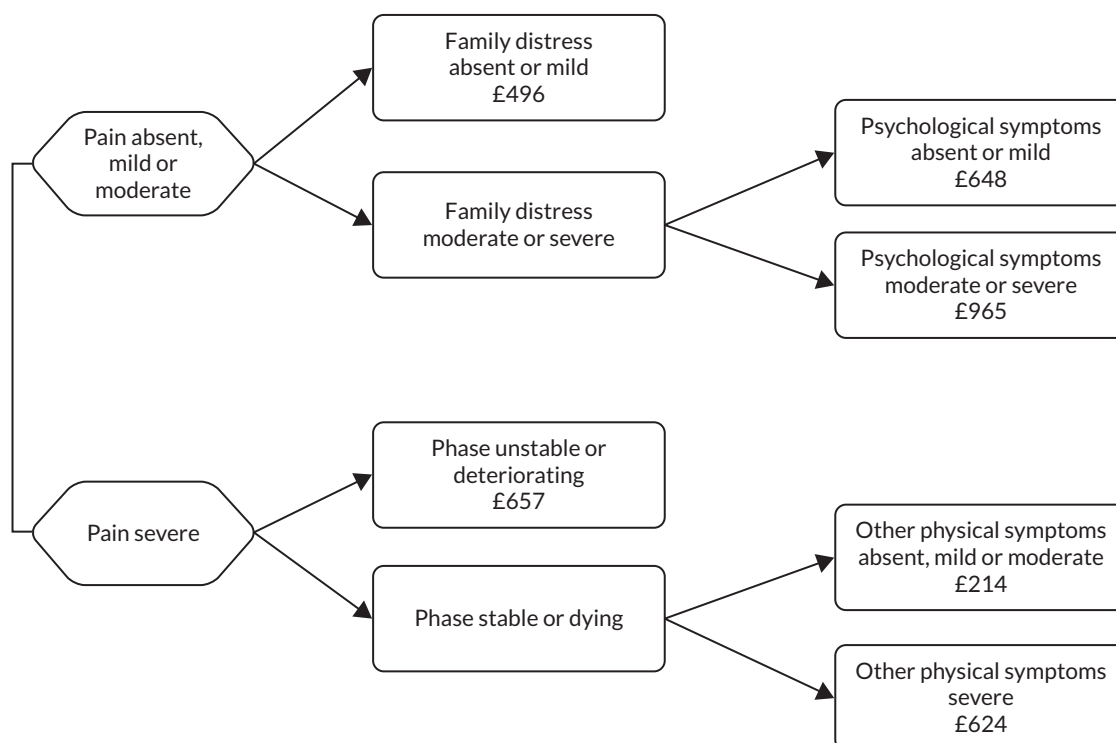 Family distress
absent or mild
£496
Pain absent,
mild or
moderate
Psychological symptoms
absent or mild
£648
Family distress
moderate or severe
Psychological symptoms
moderate or severe
£965
Phase unstable or
deteriorating
£657
Pain severe
Other physical symptoms
absent, mild or moderate
£214
Phase stable or dying
Other physical symptoms
severe
£624